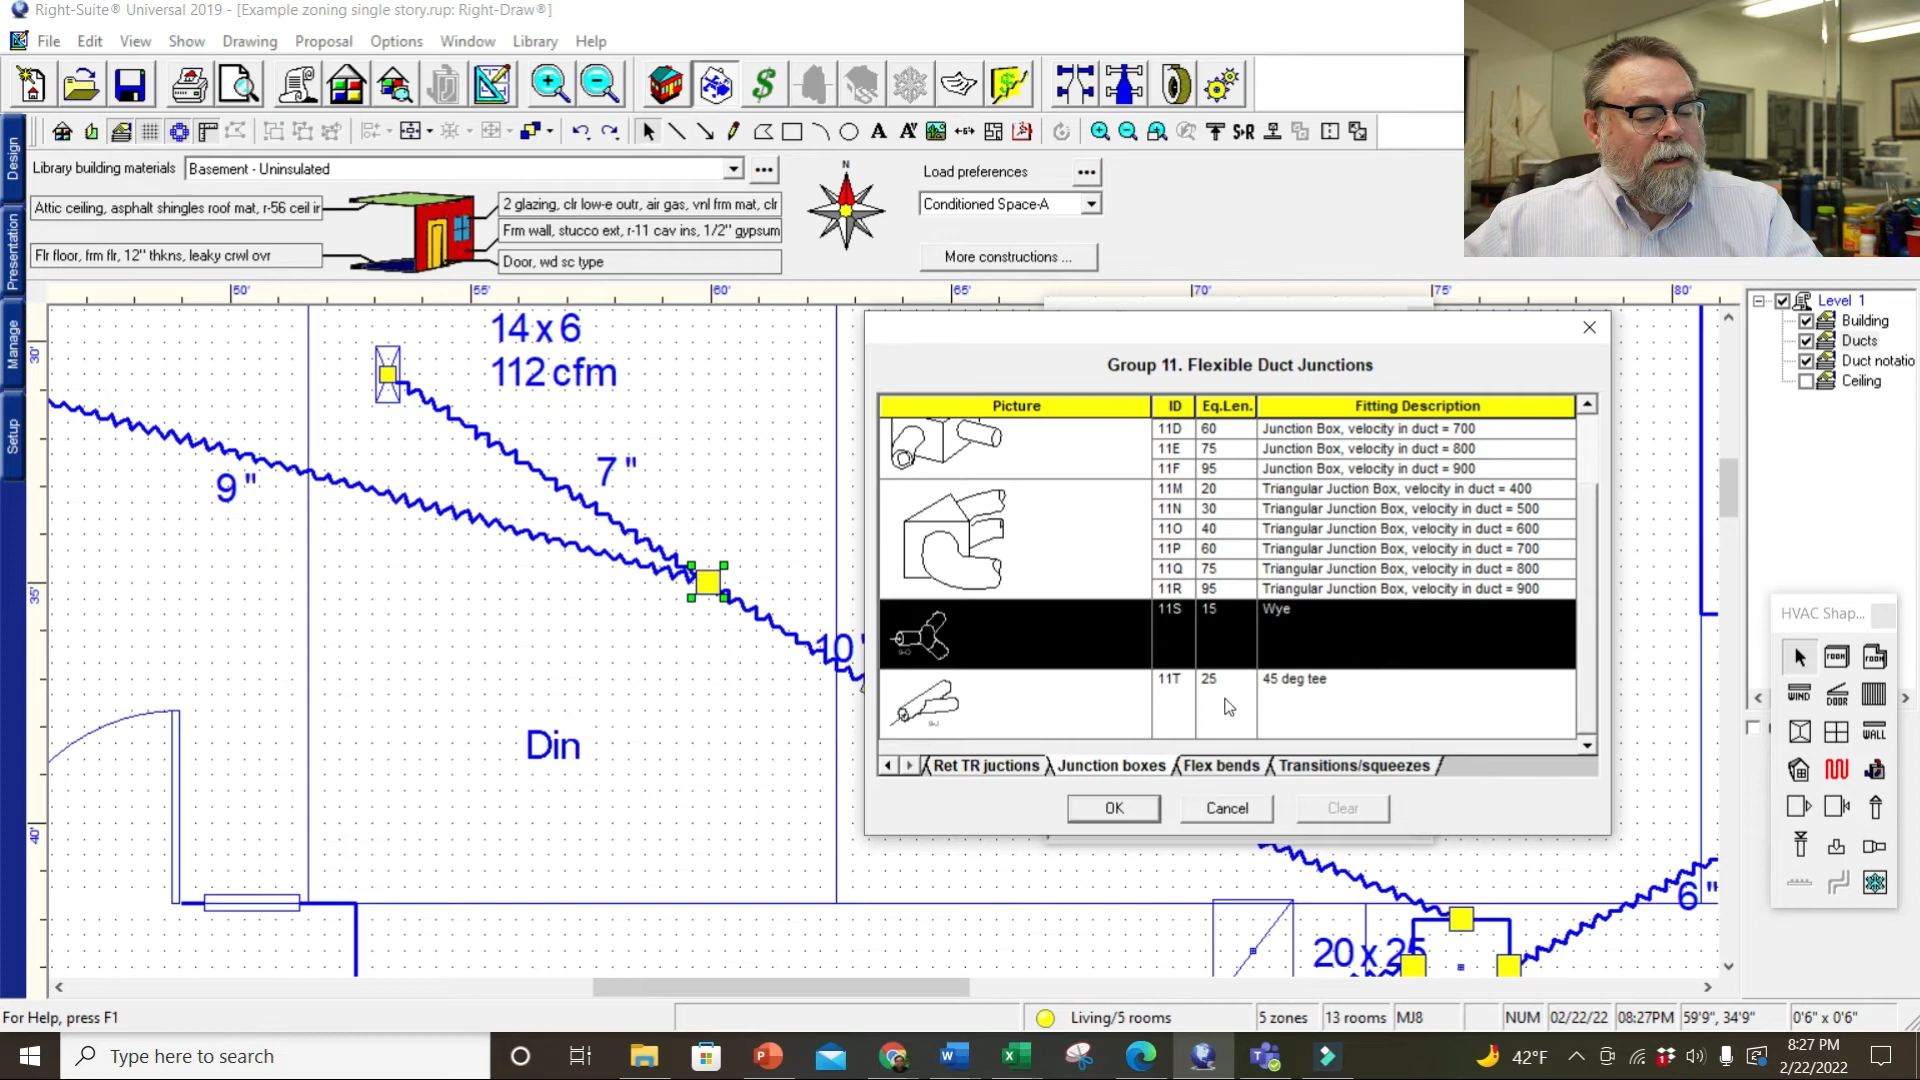 Right-Suite® Universal 2019 - [Example zoning single story.rup: Right-Draw®]
File Edit View Show Drawing Proposal Options Window Library Help
Design
Presentation
Manage
Setup
Library building materials Basement - Uninsulated
Attic ceiling, asphalt shingles roof mat, r-56 ceil ir
Flr floor, frm flr, 12" thkns, leaky crwl ovr
2 glazing, clr low-e outr, air gas, vnl frm mat, clr
Frm wall, stucco ext, r-11 cav ins, 1/2" gypsum
Door, wd sc type
N
Load preferences
Conditioned Space-A
More constructions ...
50' 55' 60' 65' 70' 75' 80'
30'
35'
40'
14 x 6
112 cfm
7"
9"
10"
Din
20 x 25
6"
Group 11. Flexible Duct Junctions
Picture ID Eq.Len. Fitting Description
11D 60 Junction Box, velocity in duct = 700
11E 75 Junction Box, velocity in duct = 800
11F 95 Junction Box, velocity in duct = 900
11M 20 Triangular Juction Box, velocity in duct = 400
11N 30 Triangular Junction Box, velocity in duct = 500
11O 40 Triangular Junction Box, velocity in duct = 600
11P 60 Triangular Junction Box, velocity in duct = 700
11Q 75 Triangular Junction Box, velocity in duct = 800
11R 95 Triangular Junction Box, velocity in duct = 900
11S 15 Wye
11T 25 45 deg tee
Ret TR juctions Junction boxes Flex bends Transitions/squeezes
OK Cancel Clear
Level 1
Building
Ducts
Duct notatio
Ceiling
HVAC Shap...
ROOM ROOM
WIND DOOR
WALL
For Help, press F1
Living/5 rooms 5 zones 13 rooms MJ8 NUM 02/22/22 08:27PM 59'9", 34'9" 0'6" x 0'6"
Type here to search
42°F
8:27 PM
2/22/2022